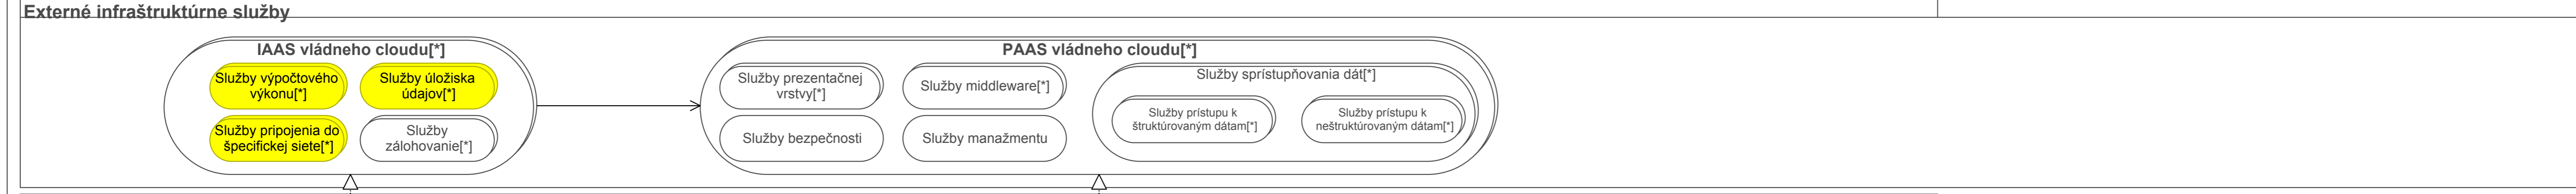 Externé infraštruktúrne služby
IAAS vládneho cloudu[*]
Služby výpočtového
výkonu[*]
Služby úložiska
údajov[*]
Služby pripojenia do
špecifickej siete[*]
Služby
zálohovanie[*]
PAAS vládneho cloudu[*]
Služby prezentačnej
vrstvy[*]
Služby middleware[*]
Služby bezpečnosti
Služby manažmentu
Služby sprístupňovania dát[*]
Služby prístupu k
štruktúrovaným dátam[*]
Služby prístupu k
neštruktúrovaným dátam[*]